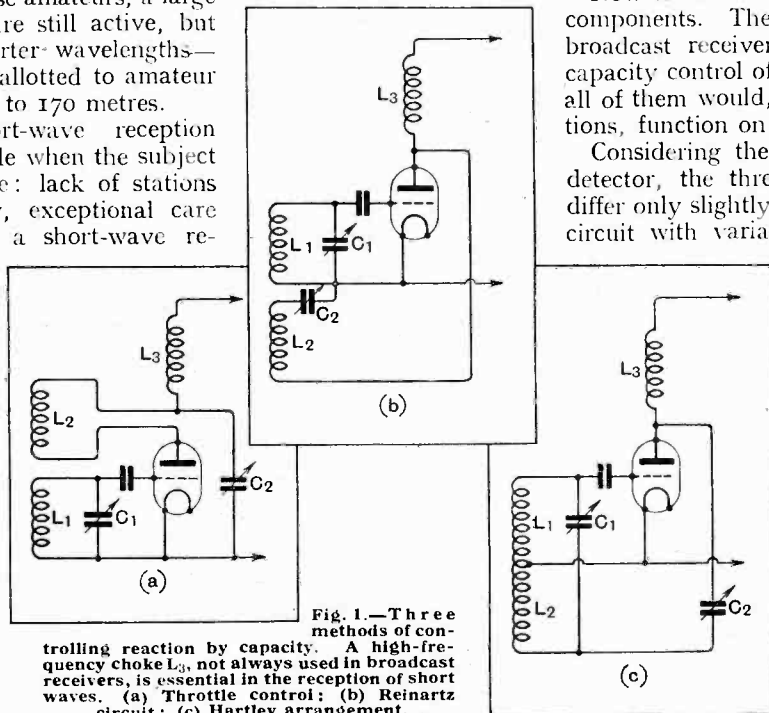 se amateurs, a large
re still active, but
rter wavelengths—
allotted to amateur
to 170 metres.
ort-wave reception
le when the subject
e: lack of stations
y, exceptional care
a short-wave re-
components. The
broadcast receiver
capacity control of
all of them would,
tions, function on
Considering the
detector, the thre
differ only slightly
circuit with varia
L3
L1
C1
C2
L2
(b)
L3
L2
L1
C1
C2
(a)
L3
L1
C1
L2
C2
(c)
Fig. 1.—Three
methods of con-
trolling reaction by capacity. A high-fre-
quency choke L3, not always used in broadcast
receivers, is essential in the reception of short
waves. (a) Throttle control: (b) Reinartz
circuit: (c) Hartley arrangement